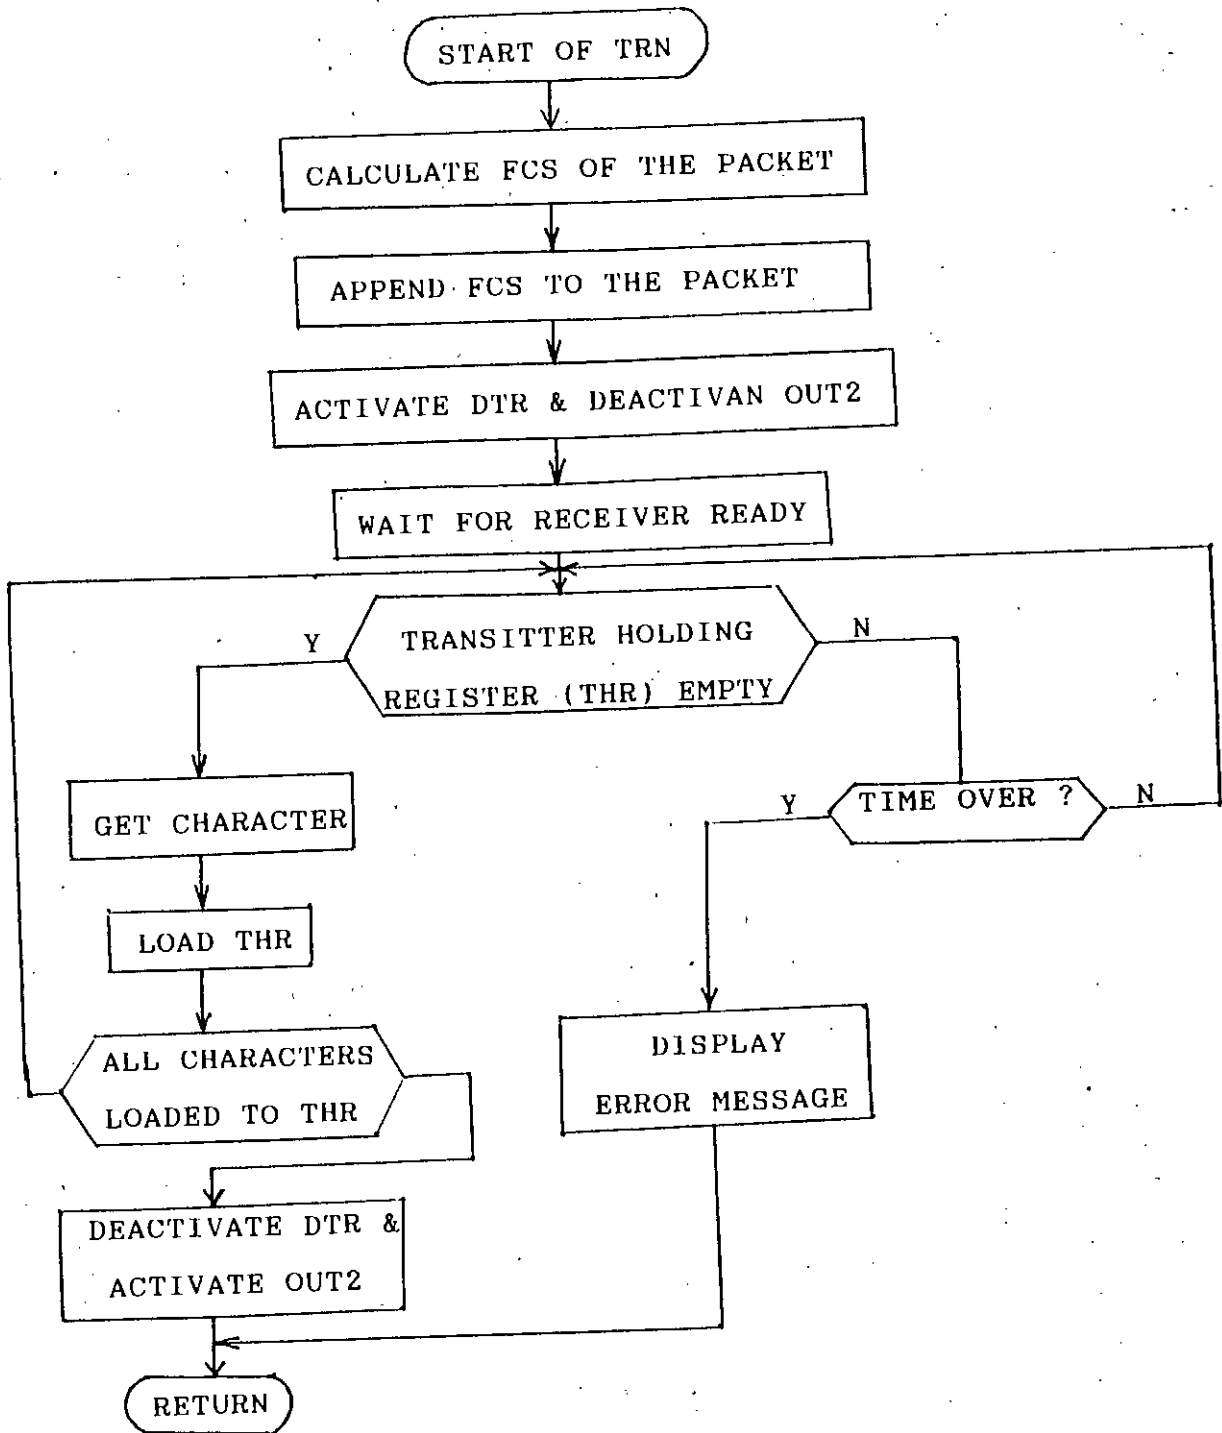 START OF TRN
CALCULATE FCS OF THE PACKET
APPEND FCS TO THE PACKET
ACTIVATE DTR & DEACTIVAN OUT2
WAIT FOR RECEIVER READY
TRANSITTER HOLDING
REGISTER (THR) EMPTY
Y
N
GET CHARACTER
TIME OVER ?
Y
N
LOAD THR
ALL CHARACTERS
LOADED TO THR
DISPLAY
ERROR MESSAGE
DEACTIVATE DTR &
ACTIVATE OUT2
RETURN